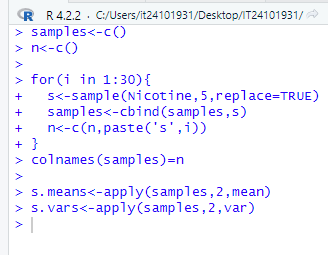 R 4.2.2 · C:/Users/it24101931/Desktop/IT24101931/
> samples<-c()
> n<-c()
>
> for(i in 1:30){
+   s<-sample(Nicotine,5,replace=TRUE)
+   samples<-cbind(samples,s)
+   n<-c(n,paste('s',i))
+ }
> colnames(samples)=n
>
> s.means<-apply(samples,2,mean)
> s.vars<-apply(samples,2,var)
>